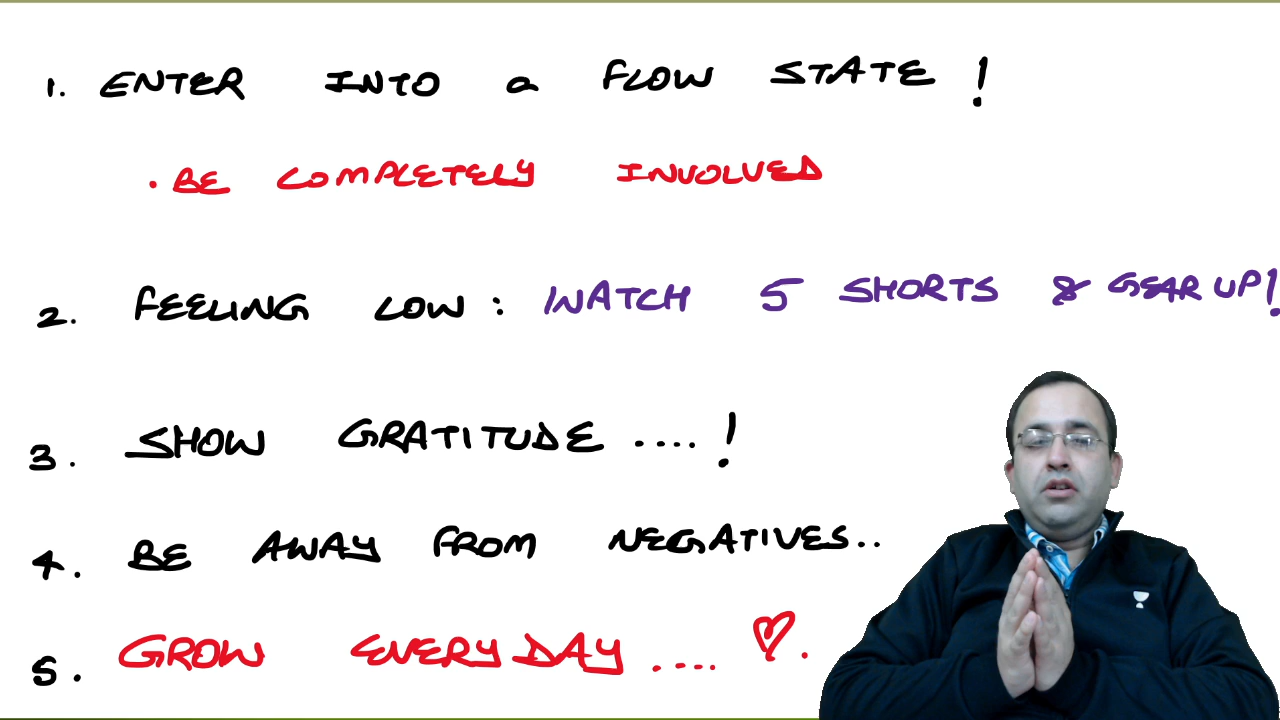 1. ENTER INTO a FLOW STATE!
. BE COMPLETELY INVOLVED
2. FEELING LOW: WATCH 5 SHORTS & GEAR UP!
3. SHOW GRATITUDE ....!
4. BE AWAY FROM NEGATIVES..
5. GROW EVERYDAY .... ♡.